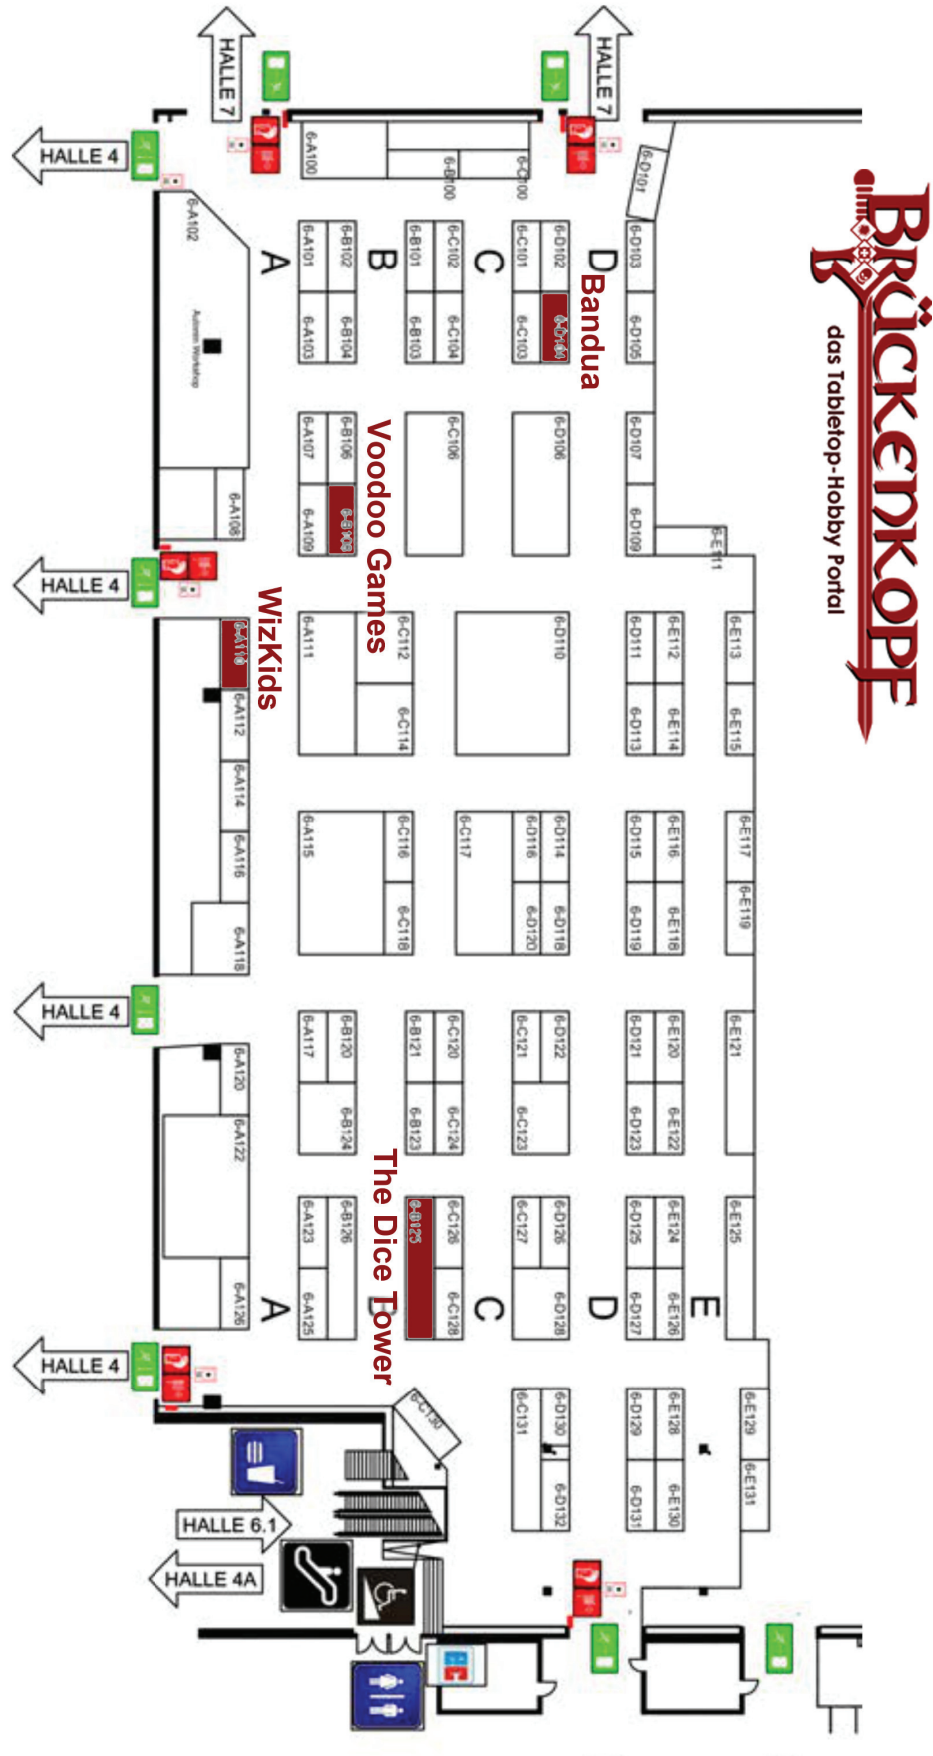 HALLE 7
HALLE 7
HALLE 4
BRÜCKENKOPF
das Tabletop-Hobby Portal
6-A100
6-B100
6-C100
6-D101
6-A102
Autoren Workshop
A
B
C
D
6-A101
6-B102
6-B101
6-C102
6-C101
6-D102
6-D103
6-A103
6-B104
6-B103
6-C104
6-C103
6-D104
6-D105
Bandua
6-A107
6-B106
6-C106
6-D106
6-D107
6-A108
6-A109
6-B108
6-D109
6-E111
Voodoo Games
HALLE 4
6-A110
WizKids
6-A111
6-C112
6-D110
6-D111
6-E112
6-E113
6-A112
6-C114
6-D113
6-E114
6-E115
6-A114
6-A115
6-C116
6-C117
6-D116
6-D114
6-D115
6-E116
6-E117
6-A116
6-A118
6-C118
6-D120
6-D118
6-D119
6-E118
6-E119
HALLE 4
6-A120
6-A117
6-B120
6-B121
6-C120
6-C121
6-D122
6-D121
6-E120
6-E121
6-A122
6-B124
6-B123
6-C124
6-C123
6-D123
6-E122
The Dice Tower
6-A123
6-B126
6-B125
6-C126
6-C127
6-D126
6-D125
6-E124
6-E125
6-A126
6-A125
6-C128
6-D128
6-D127
6-E126
A
B
C
D
E
HALLE 4
6-C130
6-C131
6-D130
6-D129
6-E128
6-E129
6-D132
6-D131
6-E130
6-E131
HALLE 6.1
HALLE 4A